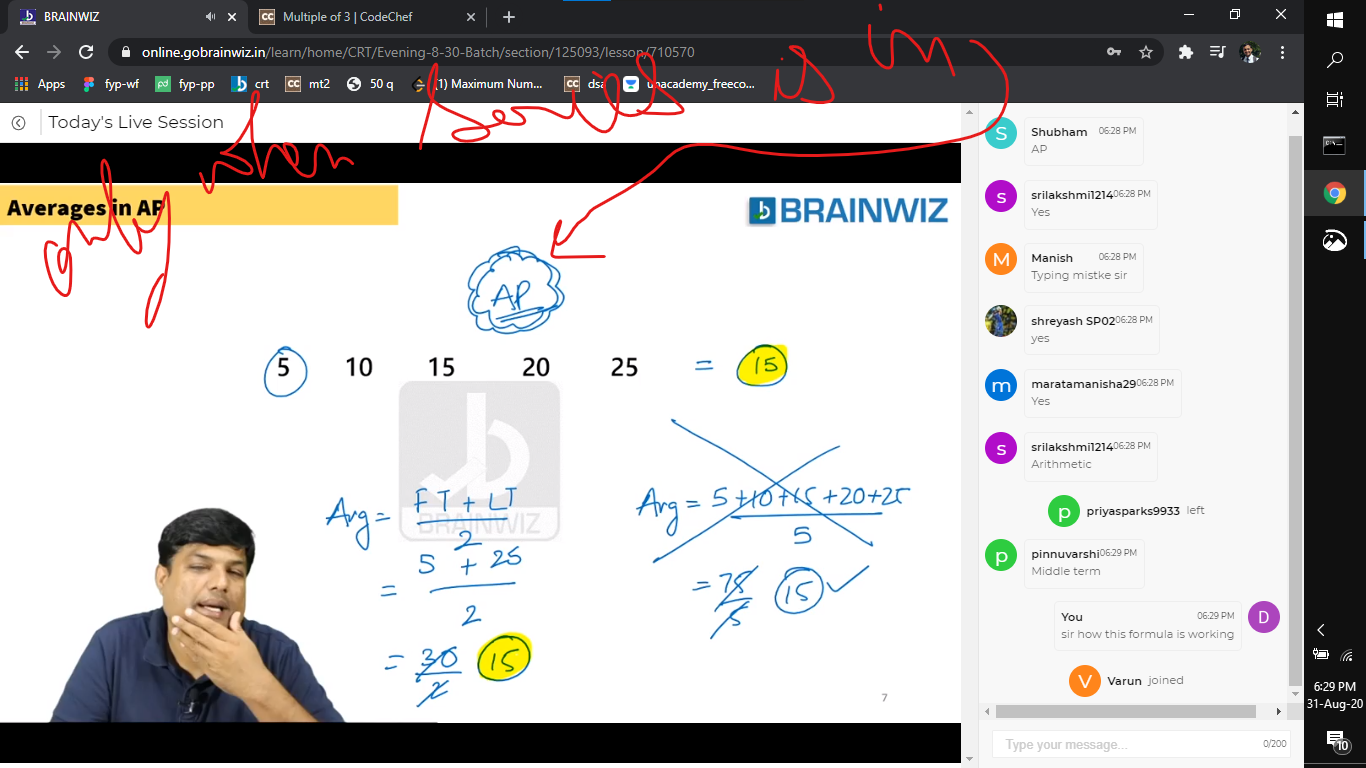 BRAINWIZ
Multiple of 3 | CodeChef
online.gobrainwiz.in/learn/home/CRT/Evening-8-30-Batch/section/125093/lesson/710570
Apps fyp-wf fyp-pp crt mt2 50 q (1) Maximum Num... dsa unacademy_freeco...
Today's Live Session
only when series is in
Averages in AP
BRAINWIZ
AP
5 10 15 20 25 = 15
BRAINWIZ
Avg = FT + LT
2
= 5 + 25
2
= 30
2
15
Avg = 5+10+15+20+25
5
= 75
5
15
7
S
Shubham 06:28 PM
AP
s
srilakshmi1214 06:28 PM
Yes
M
Manish 06:28 PM
Typing mistke sir
shreyash SP02 06:28 PM
yes
m
maratamanisha29 06:28 PM
Yes
s
srilakshmi1214 06:28 PM
Arithmetic
p
priyasparks9933 left
p
pinnuvarshi 06:29 PM
Middle term
You 06:29 PM
sir how this formula is working
D
V
Varun joined
Type your message... 0/200
6:29 PM
31-Aug-20
10